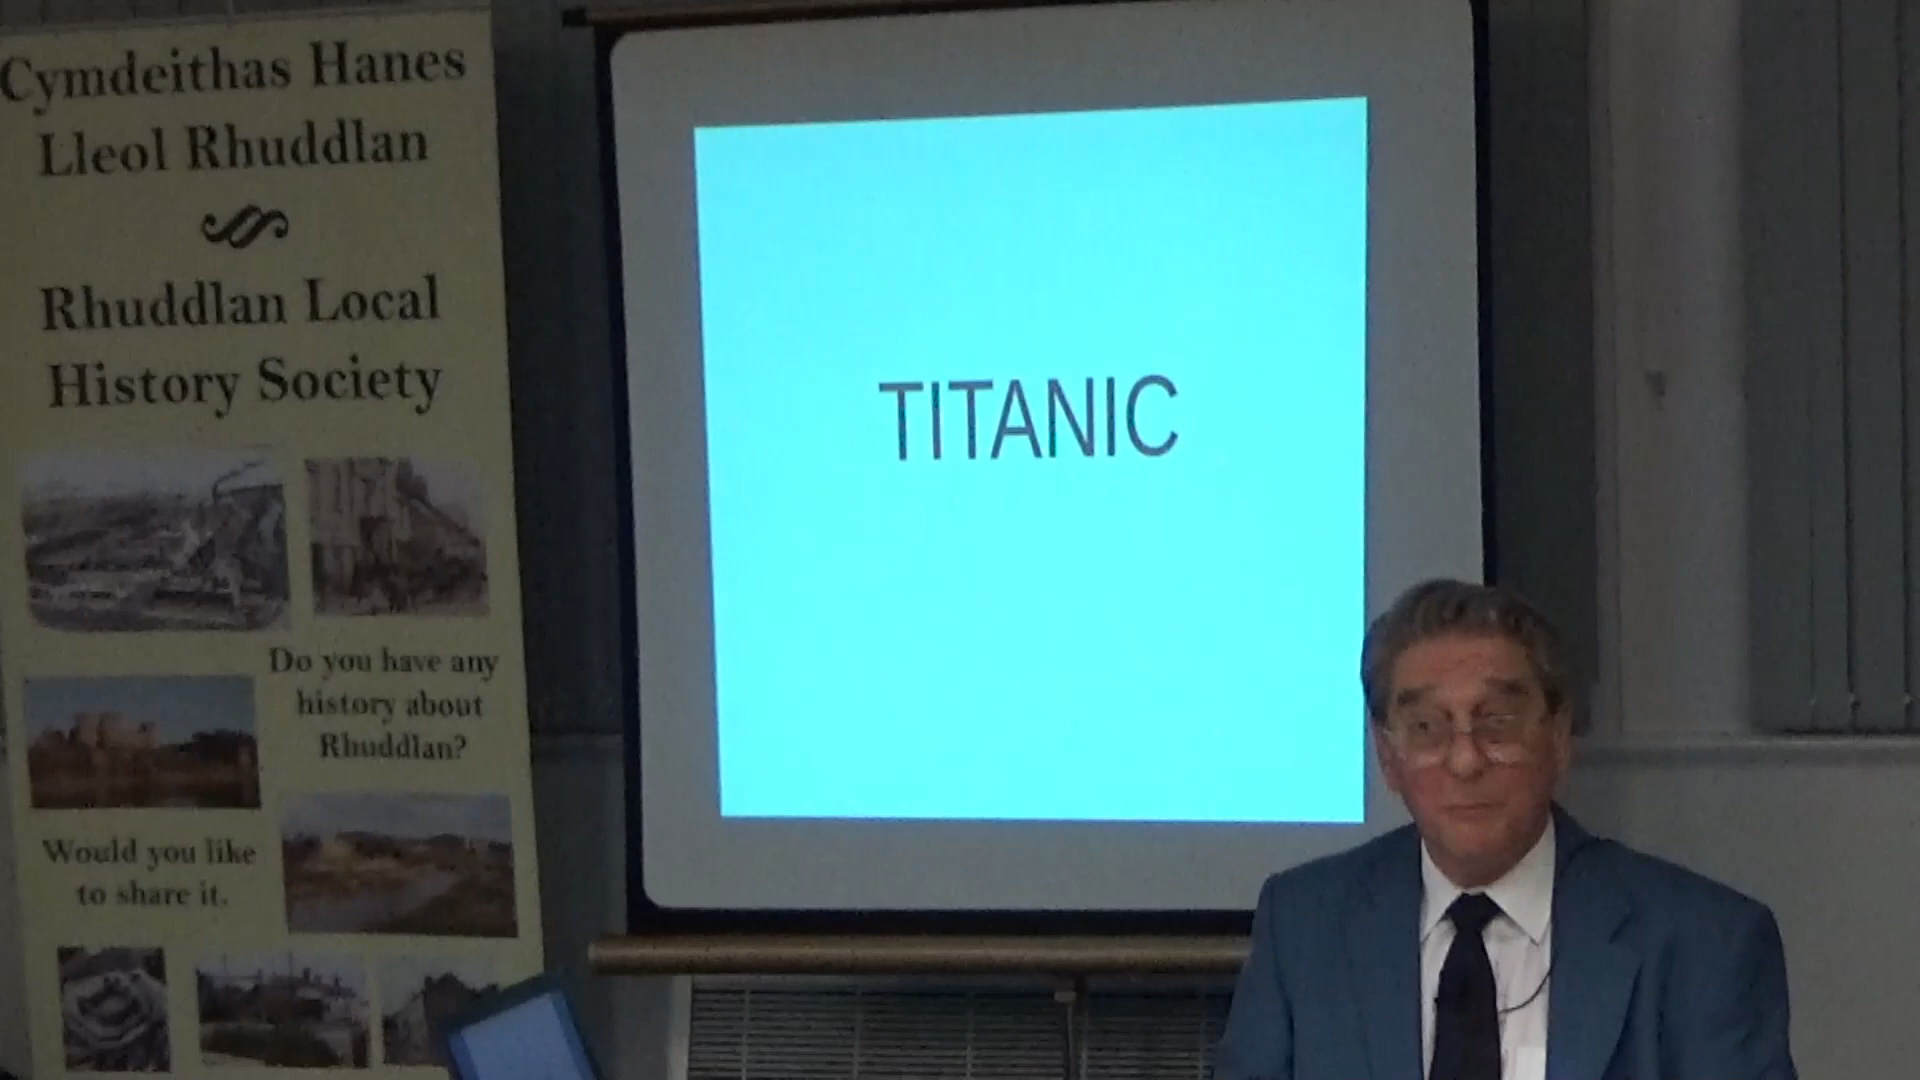 Cymdeithas Hanes
Lleol Rhuddlan
Rhuddlan Local
History Society
Do you have any
history about
Rhuddlan?
Would you like
to share it.
TITANIC